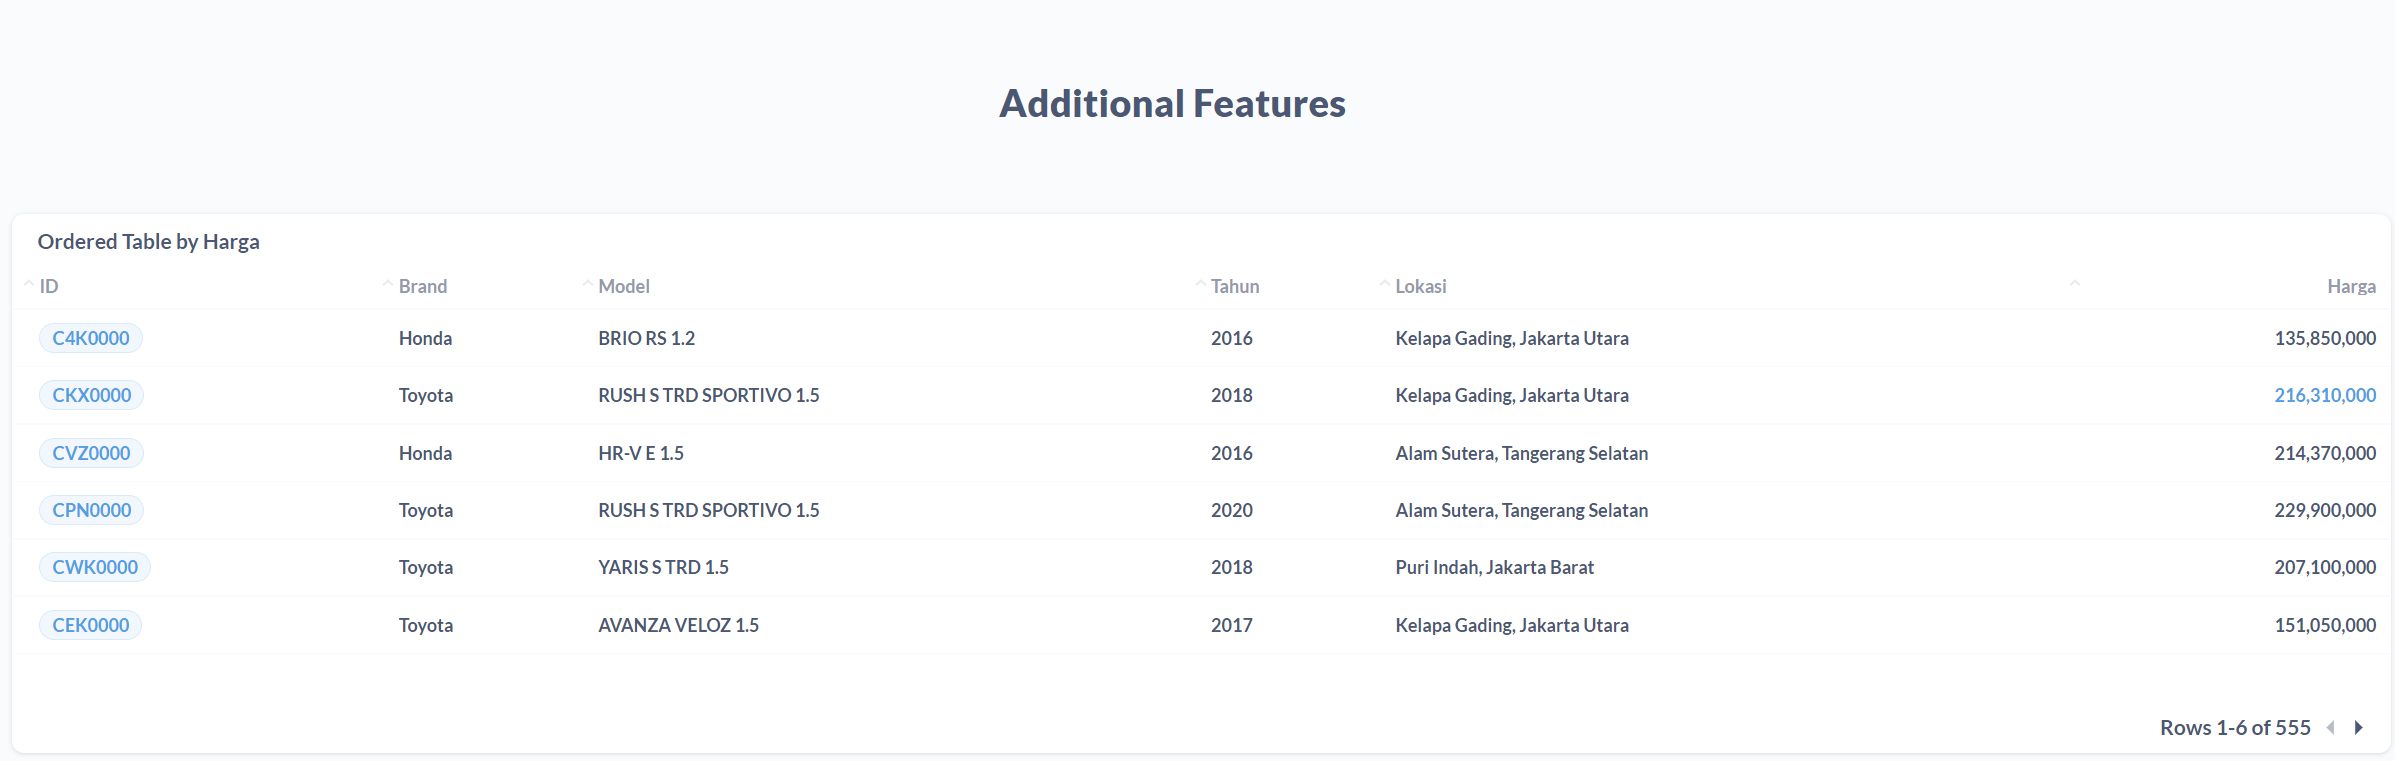 Additional Features
Ordered Table by Harga
ID Brand Model Tahun Lokasi Harga
C4K0000 Honda BRIO RS 1.2 2016 Kelapa Gading, Jakarta Utara 135,850,000
CKX0000 Toyota RUSH S TRD SPORTIVO 1.5 2018 Kelapa Gading, Jakarta Utara 216,310,000
CVZ0000 Honda HR-V E 1.5 2016 Alam Sutera, Tangerang Selatan 214,370,000
CPN0000 Toyota RUSH S TRD SPORTIVO 1.5 2020 Alam Sutera, Tangerang Selatan 229,900,000
CWK0000 Toyota YARIS S TRD 1.5 2018 Puri Indah, Jakarta Barat 207,100,000
CEK0000 Toyota AVANZA VELOZ 1.5 2017 Kelapa Gading, Jakarta Utara 151,050,000
Rows 1-6 of 555